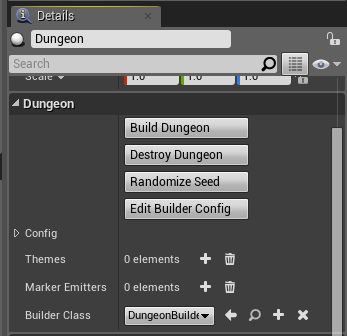 Details
Dungeon
Search
Scale 1.0 1.0 1.0
Dungeon
Build Dungeon
Destroy Dungeon
Randomize Seed
Edit Builder Config
Config
Themes 0 elements
Marker Emitters 0 elements
Builder Class DungeonBuilde